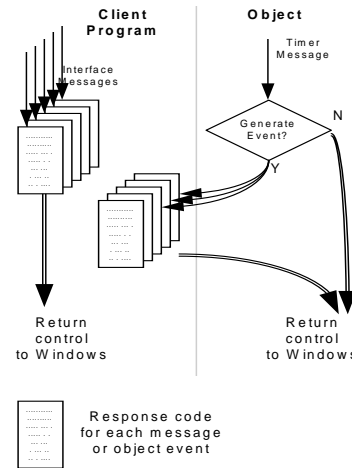 Client
Program
Object
Interface
Messages
Timer
Message
Generate
Event?
N
Y
Return
control
to Windows
Return
control
to Windows
Response code
for each message
or object event